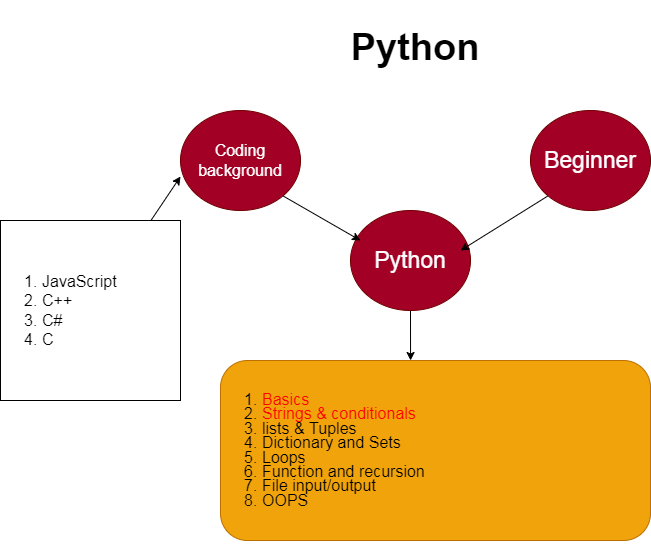 Python
Coding
background
Beginner
Python
1. JavaScript
2. C++
3. C#
4. C
1. Basics
2. Strings & conditionals
3. lists & Tuples
4. Dictionary and Sets
5. Loops
6. Function and recursion
7. File input/output
8. OOPS